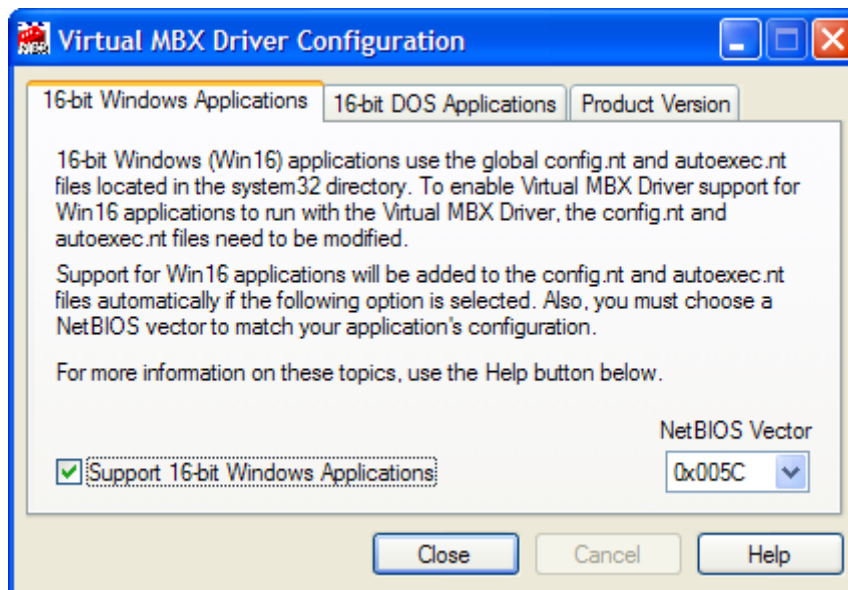 Virtual MBX Driver Configuration
16-bit Windows Applications
16-bit DOS Applications
Product Version
16-bit Windows (Win16) applications use the global config.nt and autoexec.nt
files located in the system32 directory. To enable Virtual MBX Driver support for
Win16 applications to run with the Virtual MBX Driver, the config.nt and
autoexec.nt files need to be modified.
Support for Win16 applications will be added to the config.nt and autoexec.nt
files automatically if the following option is selected. Also, you must choose a
NetBIOS vector to match your application's configuration.
For more information on these topics, use the Help button below.
NetBIOS Vector
Support 16-bit Windows Applications
0x005C
Close
Cancel
Help